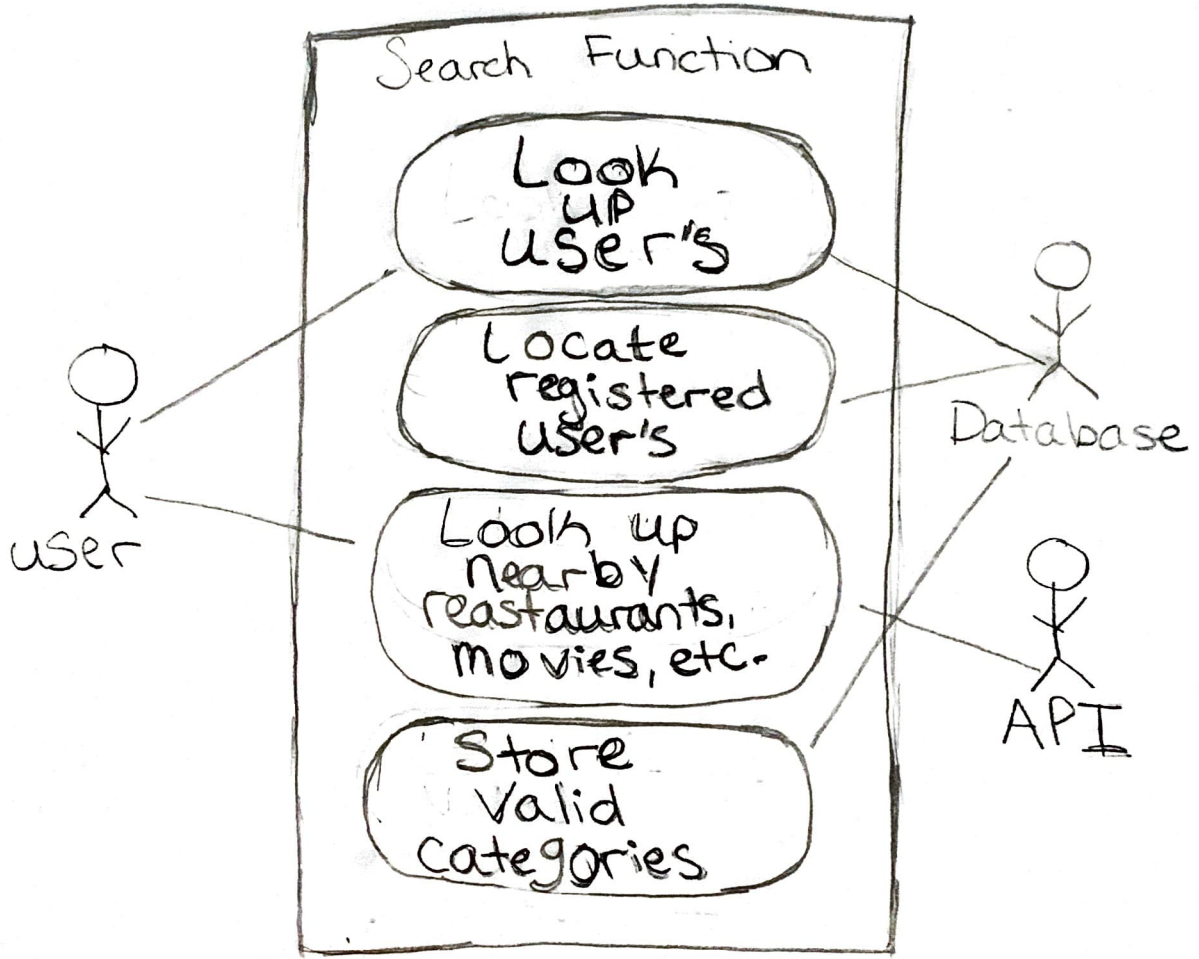 Search Function
Look
up
user's
Locate
registered
user's
Look up
nearby
reastaurants,
movies, etc.
Store
valid
categories
user
Database
API